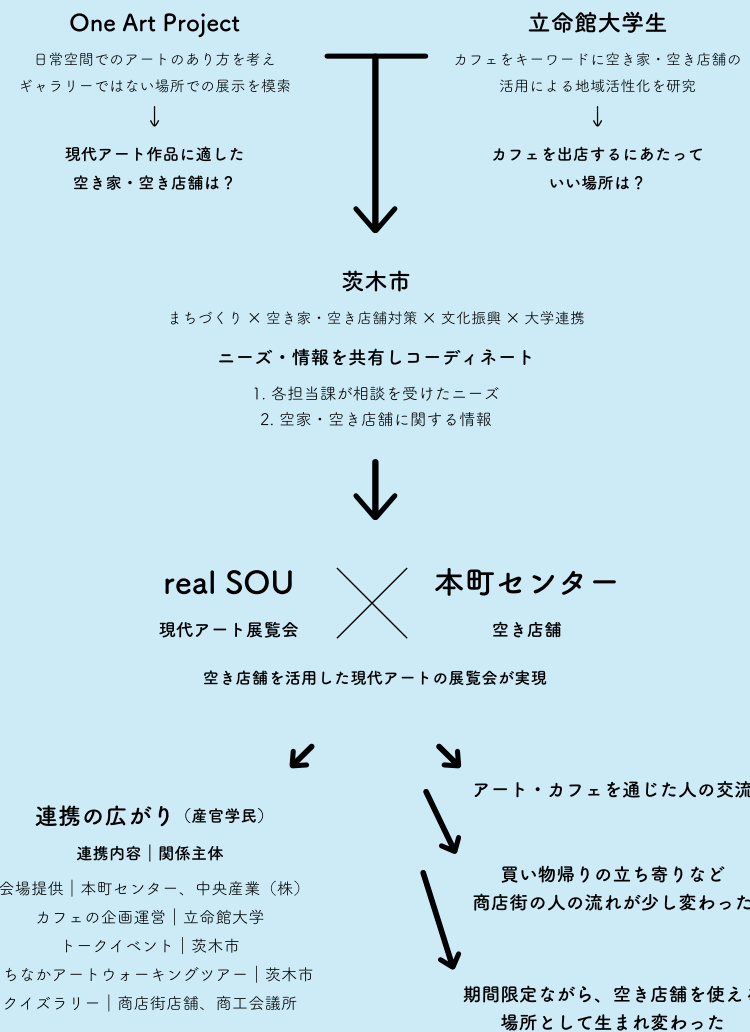 One Art Project
日常空間でのアートのあり方を考え
ギャラリーではない場所での展示を模索
現代アート作品に適した
空き家・空き店舗は？
立命館大学生
カフェをキーワードに空き家・空き店舗の
活用による地域活性化を研究
カフェを出店するにあたって
いい場所は？
茨木市
まちづくり × 空き家・空き店舗対策 × 文化振興 × 大学連携
ニーズ・情報を共有しコーディネート
1. 各担当課が相談を受けたニーズ
2. 空家・空き店舗に関する情報
real SOU
現代アート展覧会
本町センター
空き店舗
空き店舗を活用した現代アートの展覧会が実現
連携の広がり（産官学民）
連携内容｜関係主体
会場提供｜本町センター、中央産業（株）
カフェの企画運営｜立命館大学
トークイベント｜茨木市
ちなかアートウォーキングツアー｜茨木市
クイズラリー｜商店街店舗、商工会議所
アート・カフェを通じた人の交流
買い物帰りの立ち寄りなど
商店街の人の流れが少し変わった
期間限定ながら、空き店舗を使える
場所として生まれ変わった